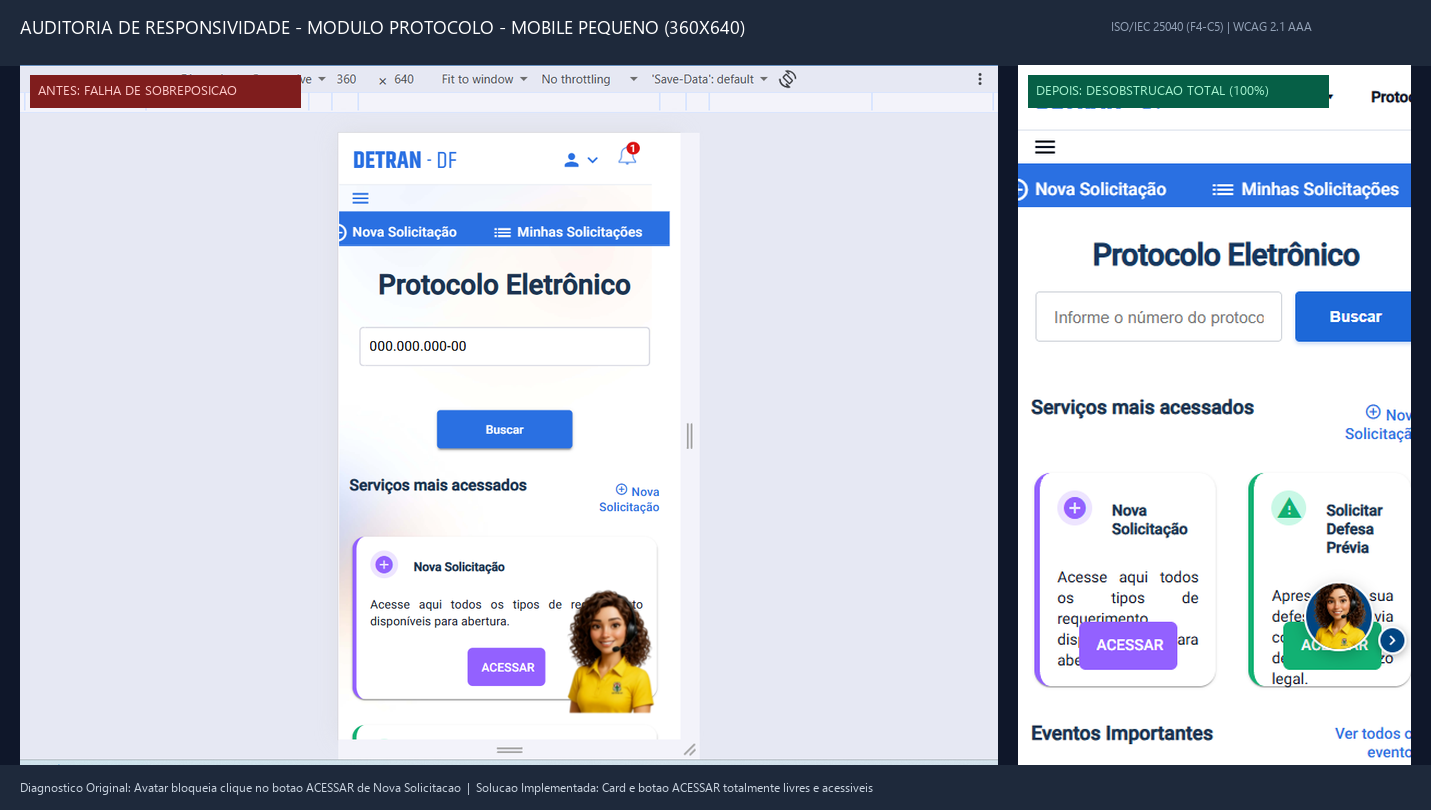 AUDITORIA DE RESPONSIVIDADE - MODULO PROTOCOLO - MOBILE PEQUENO (360X640)
ISO/IEC 25040 (F4-C5) | WCAG 2.1 AAA
ANTES: FALHA DE SOBREPOSICAO
360 × 640 Fit to window No throttling 'Save-Data': default
DETRAN - DF
1
Nova Solicitação
Minhas Solicitações
Protocolo Eletrônico
000.000.000-00
Buscar
Serviços mais acessados
Nova
Solicitação
Nova Solicitação
Acesse aqui todos os tipos de
disponíveis para abertura.
ACESSAR
DEPOIS: DESOBSTRUCAO TOTAL (100%)
Protoc
Nova Solicitação
Minhas Solicitações
Protocolo Eletrônico
Informe o número do protoco
Buscar
Serviços mais acessados
Nov
Solicitaçã
Nova
Solicitação
Acesse aqui todos
os tipos de
requerimento
ACESSAR
Solicitar
Defesa
Prévia
sua
via
legal.
Eventos Importantes
Ver todos o
evento
Diagnostico Original: Avatar bloqueia clique no botao ACESSAR de Nova Solicitacao | Solucao Implementada: Card e botao ACESSAR totalmente livres e acessiveis